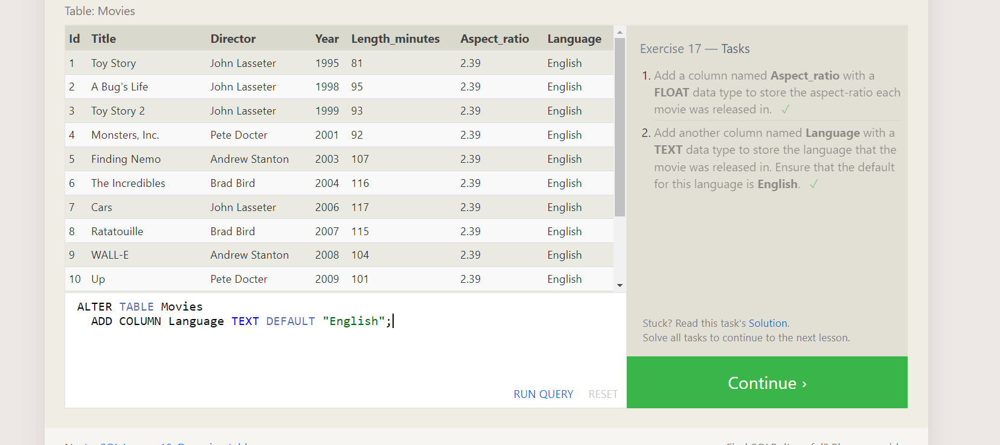 Table: Movies
Id Title Director Year Length_minutes Aspect_ratio Language
1 Toy Story John Lasseter 1995 81 2.39 English
2 A Bug's Life John Lasseter 1998 95 2.39 English
3 Toy Story 2 John Lasseter 1999 93 2.39 English
4 Monsters, Inc. Pete Docter 2001 92 2.39 English
5 Finding Nemo Andrew Stanton 2003 107 2.39 English
6 The Incredibles Brad Bird 2004 116 2.39 English
7 Cars John Lasseter 2006 117 2.39 English
8 Ratatouille Brad Bird 2007 115 2.39 English
9 WALL-E Andrew Stanton 2008 104 2.39 English
10 Up Pete Docter 2009 101 2.39 English
ALTER TABLE Movies
ADD COLUMN Language TEXT DEFAULT "English";
RUN QUERY RESET
Exercise 17 — Tasks
1. Add a column named Aspect_ratio with a
FLOAT data type to store the aspect-ratio each
movie was released in. ✓
2. Add another column named Language with a
TEXT data type to store the language that the
movie was released in. Ensure that the default
for this language is English. ✓
Stuck? Read this task's Solution.
Solve all tasks to continue to the next lesson.
Continue ›